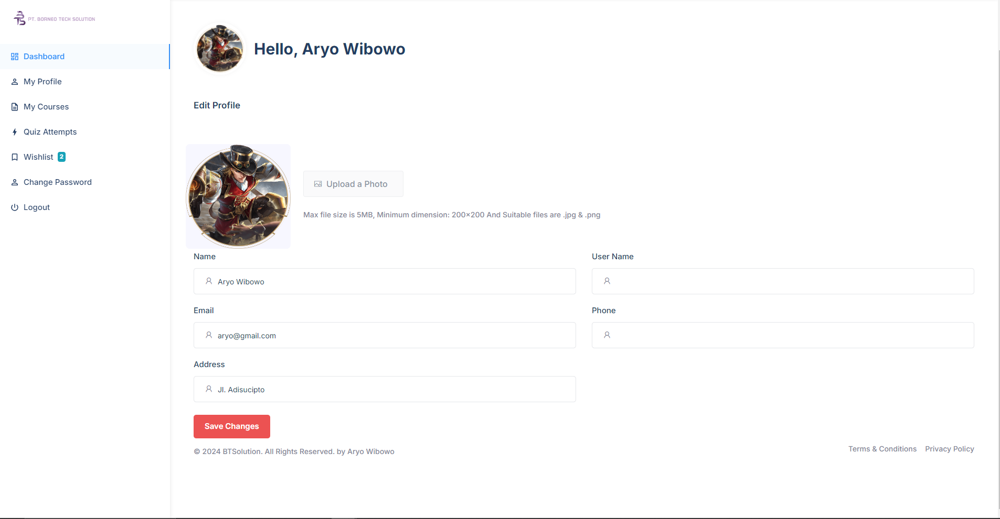 PT. BORNEO TECH SOLUTION
Dashboard
My Profile
My Courses
Quiz Attempts
Wishlist 2
Change Password
Logout
Hello, Aryo Wibowo
Edit Profile
Upload a Photo
Max file size is 5MB, Minimum dimension: 200x200 And Suitable files are .jpg & .png
Name
Aryo Wibowo
User Name
Email
aryo@gmail.com
Phone
Address
Jl. Adisucipto
Save Changes
© 2024 BTSolution. All Rights Reserved. by Aryo Wibowo
Terms & Conditions Privacy Policy